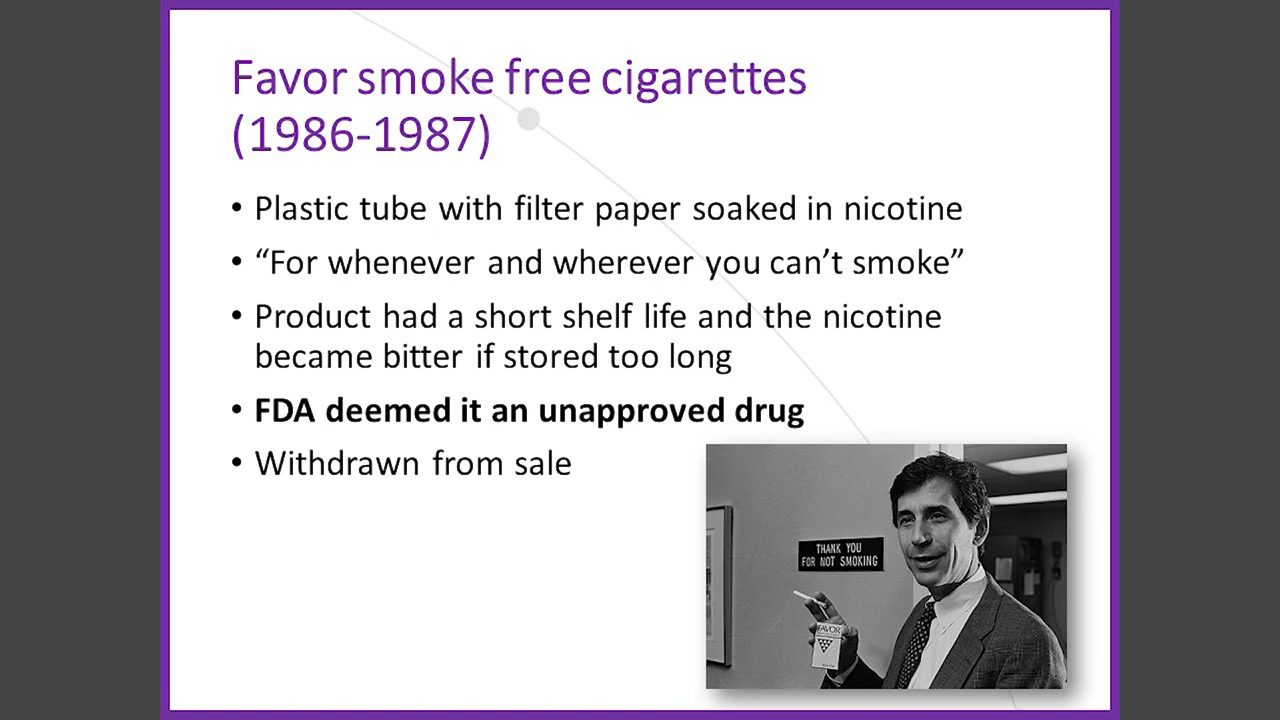 Favor smoke free cigarettes
(1986-1987)
• Plastic tube with filter paper soaked in nicotine
• “For whenever and wherever you can’t smoke”
• Product had a short shelf life and the nicotine
became bitter if stored too long
• FDA deemed it an unapproved drug
• Withdrawn from sale
THANK YOU
FOR NOT SMOKING
FAVOR